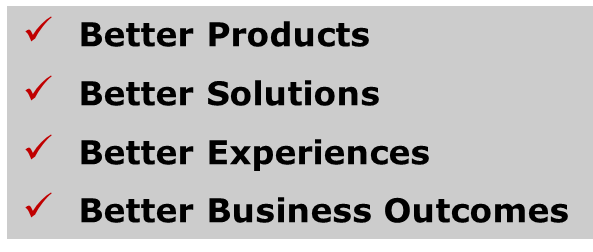 Better Products
Better Solutions
Better Experiences
Better Business Outcomes